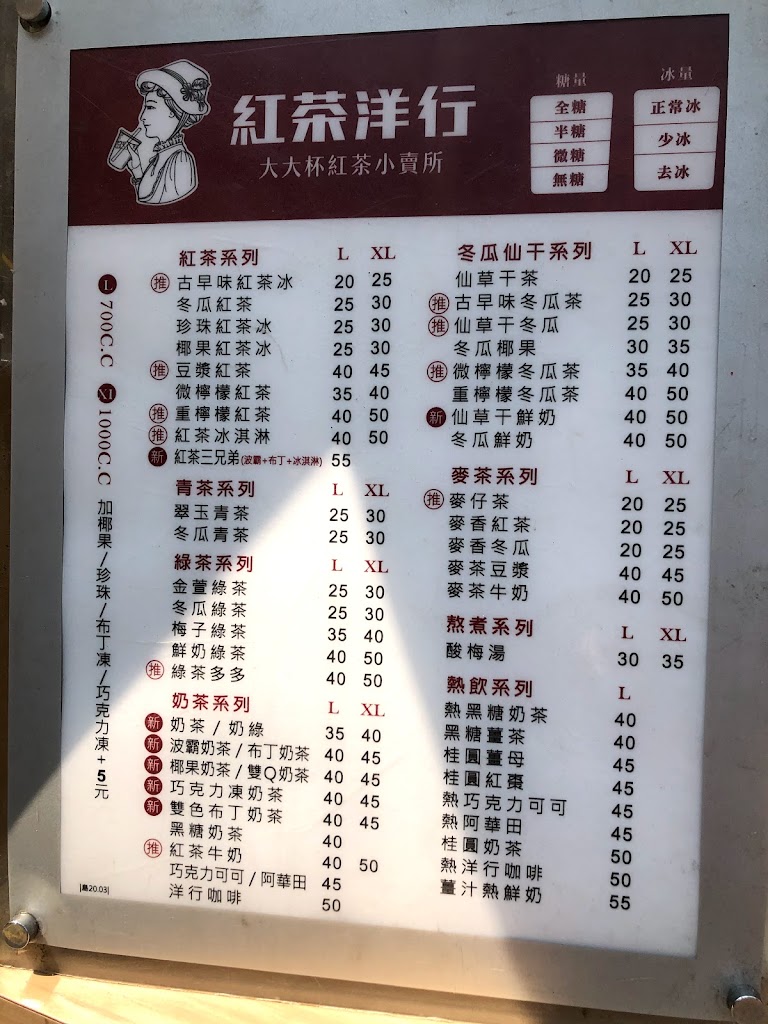 紅茶洋行
大大杯紅茶小賣所
糖量
全糖
半糖
微糖
無糖
冰量
正常冰
少冰
去冰
L 700C.C XL 1000C.C 加椰果/珍珠/布丁凍/巧克力凍+5元
紅茶系列 L XL
推 古早味紅茶冰 20 25
冬瓜紅茶 25 30
珍珠紅茶冰 25 30
椰果紅茶冰 25 30
推 豆漿紅茶 40 45
微檸檬紅茶 35 40
推 重檸檬紅茶 40 50
推 紅茶冰淇淋 40 50
新 紅茶三兄弟(波霸+布丁+冰淇淋) 55
青茶系列 L XL
翠玉青茶 25 30
冬瓜青茶 25 30
綠茶系列 L XL
金萱綠茶 25 30
冬瓜綠茶 25 30
梅子綠茶 35 40
鮮奶綠茶 40 50
推 綠茶多多 40 50
奶茶系列 L XL
新 奶茶/奶綠 35 40
新 波霸奶茶/布丁奶茶 40 45
新 椰果奶茶/雙Q奶茶 40 45
新 巧克力凍奶茶 40 45
新 雙色布丁奶茶 40 45
黑糖奶茶 40
推 紅茶牛奶 40 50
巧克力可可/阿華田 45
洋行咖啡 50
冬瓜仙干系列 L XL
仙草干茶 20 25
推 古早味冬瓜茶 25 30
推 仙草干冬瓜 25 30
冬瓜椰果 30 35
推 微檸檬冬瓜茶 35 40
重檸檬冬瓜茶 40 50
新 仙草干鮮奶 40 50
冬瓜鮮奶 40 50
麥茶系列 L XL
推 麥仔茶 20 25
麥香紅茶 20 25
麥香冬瓜 20 25
麥茶豆漿 40 45
麥茶牛奶 40 50
熬煮系列 L XL
酸梅湯 30 35
熱飲系列 L
熱黑糖奶茶 40
黑糖薑茶 40
桂圓薑母 45
桂圓紅棗 45
熱巧克力可可 45
熱阿華田 45
桂圓奶茶 50
熱洋行咖啡 50
薑汁熱鮮奶 55
|島20.03|